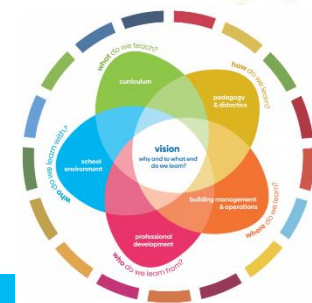 what do we teach?
curriculum
how do we learn?
pedagogy
& didactics
vision
why and to what end
do we learn?
school
environment
who do we learn with?
building management
& operations
where do we learn?
professional
development
who do we learn from?